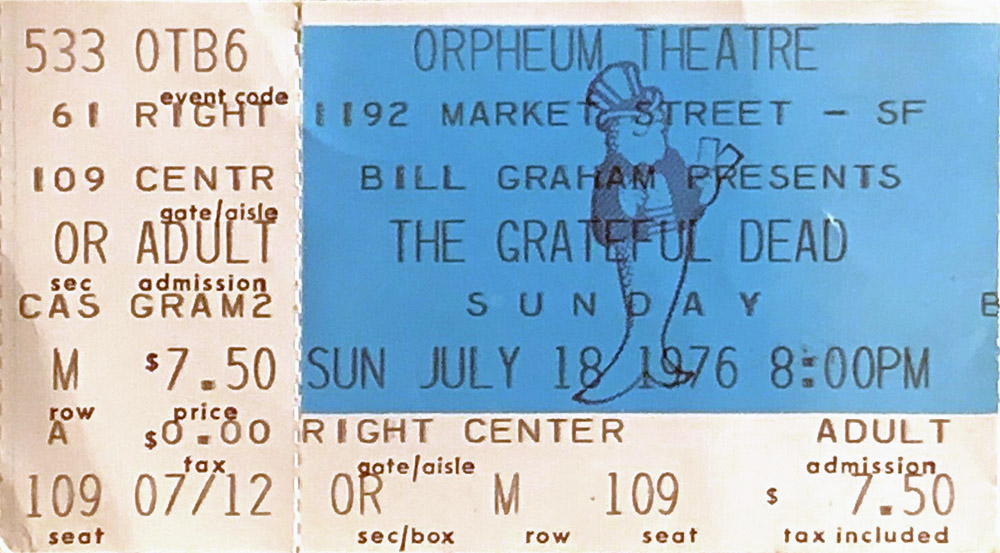 533 OTB6
event code
61 RIGHT
109 CENTR
gate/aisle
OR ADULT
sec admission
CAS GRAM2
M $7.50
row price
A $0.00
tax
109 07/12
seat
ORPHEUM THEATRE
1192 MARKET STREET - SF
BILL GRAHAM PRESENTS
THE GRATEFUL DEAD
SUNDAY B
SUN JULY 18 1976 8:00PM
RIGHT CENTER ADULT
gate/aisle admission
OR M 109 $ 7.50
sec/box row seat tax included